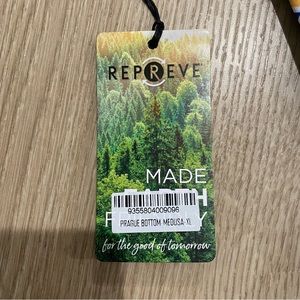 REPREVE
MADE
9355804009096
PRAGUE BOTTOM MEDUSA-XL
for the good of tomorrow